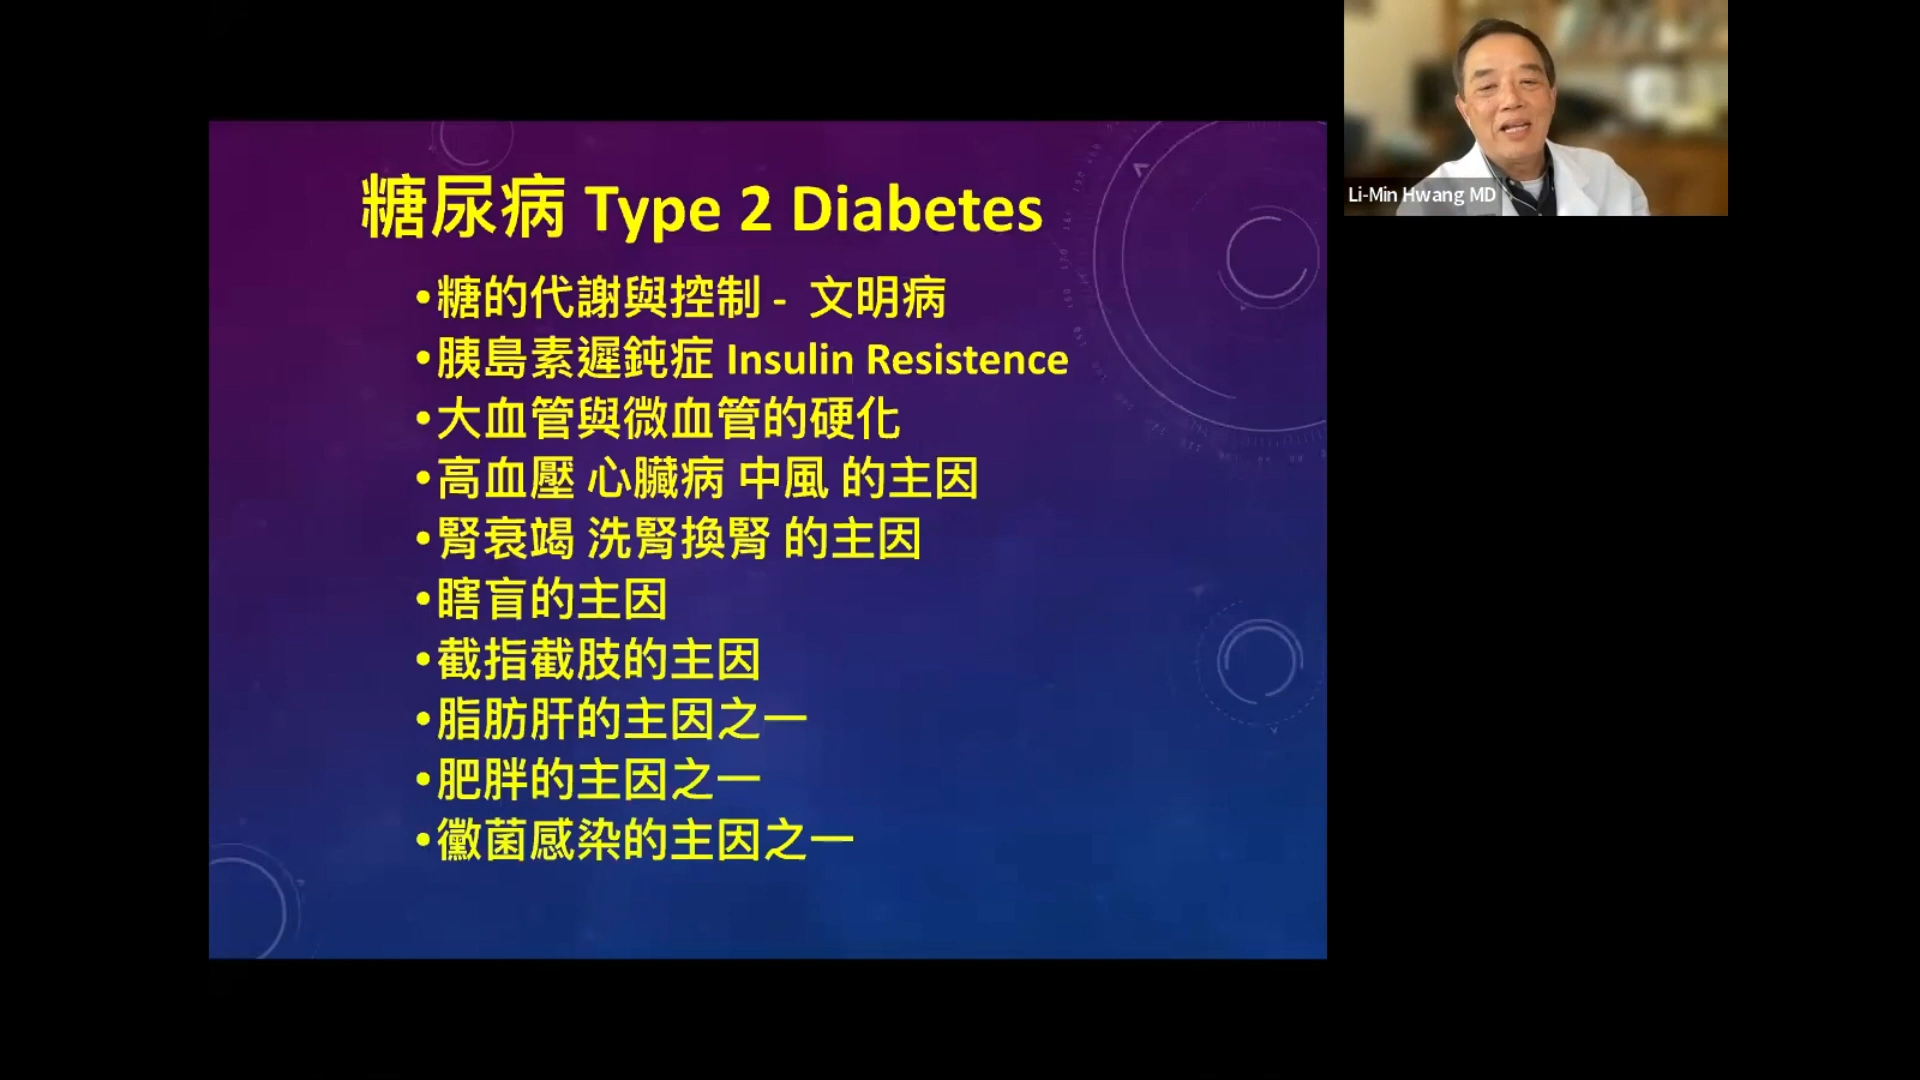 糖尿病 Type 2 Diabetes
•糖的代謝與控制 - 文明病
•胰島素遲鈍症 Insulin Resistence
•大血管與微血管的硬化
•高血壓 心臟病 中風 的主因
•腎衰竭 洗腎換腎 的主因
•瞎盲的主因
•截指截肢的主因
•脂肪肝的主因之一
•肥胖的主因之一
•黴菌感染的主因之一
Li-Min Hwang MD